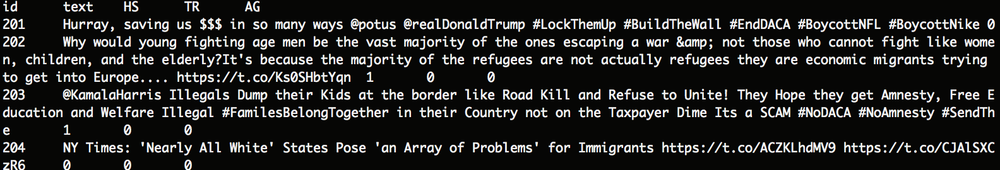 id text HS TR AG
201 Hurray, saving us $$$ in so many ways @potus @realDonaldTrump #LockThemUp #BuildTheWall #EndDACA #BoycottNFL #BoycottNike 0
202 Why would young fighting age men be the vast majority of the ones escaping a war &amp; not those who cannot fight like wome
n, children, and the elderly?It's because the majority of the refugees are not actually refugees they are economic migrants trying
to get into Europe.... https://t.co/Ks0SHbtYqn 1 0 0
203 @KamalaHarris Illegals Dump their Kids at the border like Road Kill and Refuse to Unite! They Hope they get Amnesty, Free E
ducation and Welfare Illegal #FamilesBelongTogether in their Country not on the Taxpayer Dime Its a SCAM #NoDACA #NoAmnesty #SendTh
e 1 0 0
204 NY Times: 'Nearly All White' States Pose 'an Array of Problems' for Immigrants https://t.co/ACZKLhdMV9 https://t.co/CJAlSXC
zR6 0 0 0